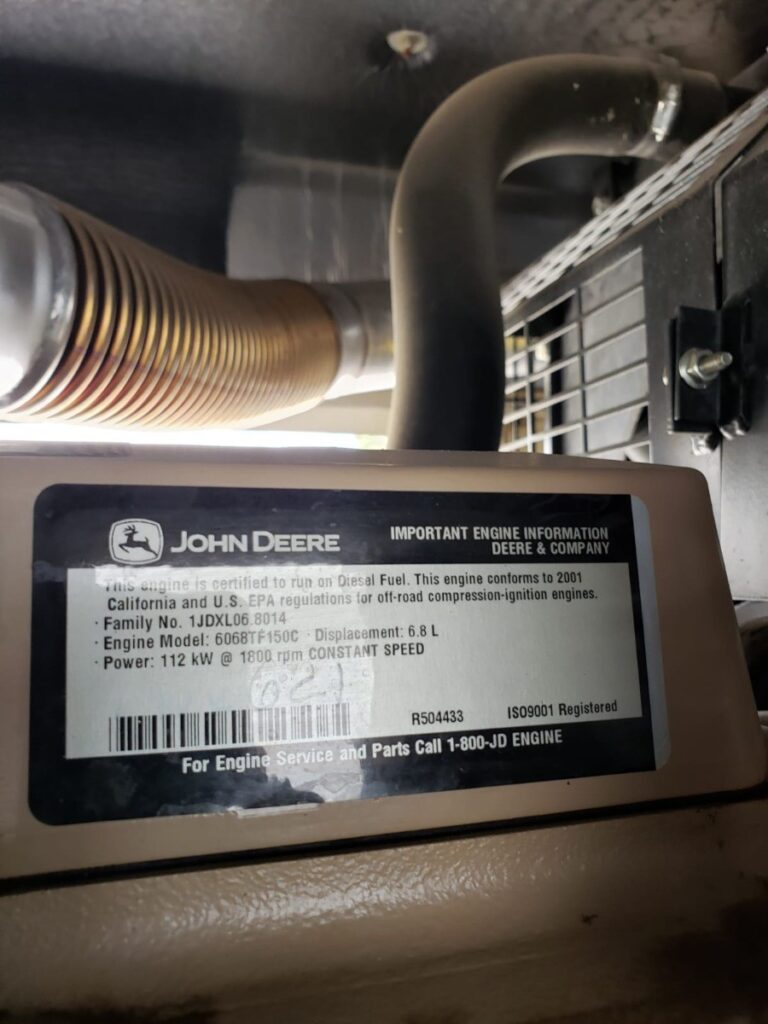 JOHN DEERE
IMPORTANT ENGINE INFORMATION
DEERE & COMPANY
This engine is certified to run on Diesel Fuel. This engine conforms to 2001
California and U.S. EPA regulations for off-road compression-ignition engines.
· Family No. 1JDXL06.8014
· Engine Model: 6068TF150C · Displacement: 6.8 L
· Power: 112 kW @ 1800 rpm CONSTANT SPEED
R504433 ISO9001 Registered
For Engine Service and Parts Call 1-800-JD ENGINE